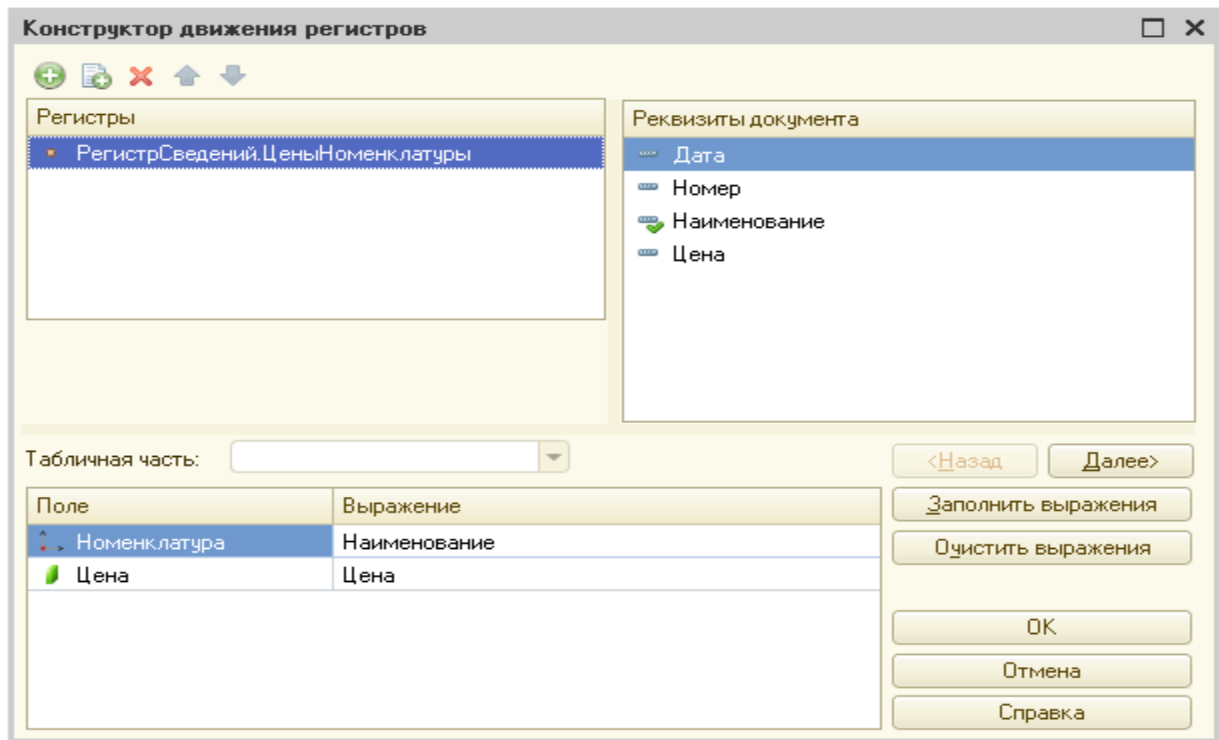 Конструктор движения регистров
Регистры
РегистрСведений.ЦеныНоменклатуры
Реквизиты документа
Дата
Номер
Наименование
Цена
Табличная часть:
<Назад
Далее>
Поле
Выражение
Номенклатура
Наименование
Цена
Цена
Заполнить выражения
Очистить выражения
OK
Отмена
Справка